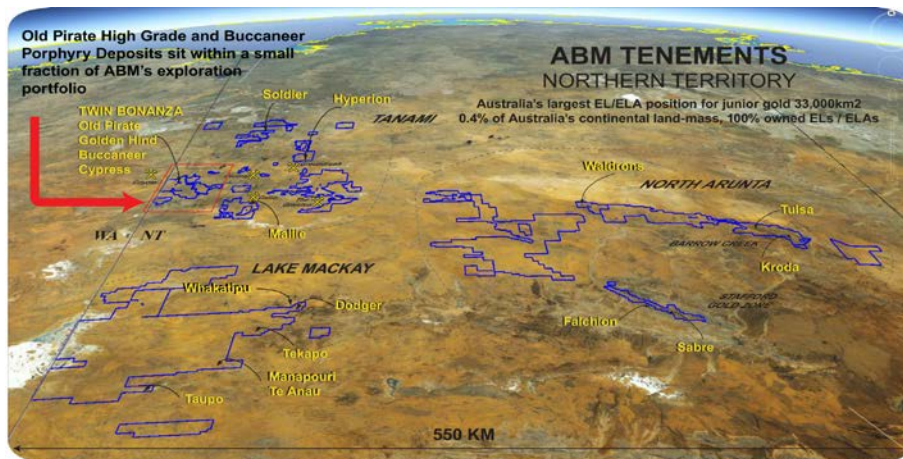 Old Pirate High Grade and Buccaneer
Porphyry Deposits sit within a small
fraction of ABM's exploration
portfolio
ABM TENEMENTS
NORTHERN TERRITORY
Australia's largest EL/ELA position for junior gold 33,000km2
0.4% of Australia's continental land-mass, 100% owned ELs / ELAs
Soldier
Hyperion
TANAMI
TWIN BONANZA
Old Pirate
Golden Hind
Buccaneer
Cypress
Malile
WA
NT
Waldrons
NORTH ARUNTA
Tulsa
BARROW CREEK
Kroda
LAKE MACKAY
Whakatipu
Dodger
STAFFORD
GOLD ZONE
Falchion
Sabre
Tekapo
Manapouri
Te Anau
Taupo
550 KM